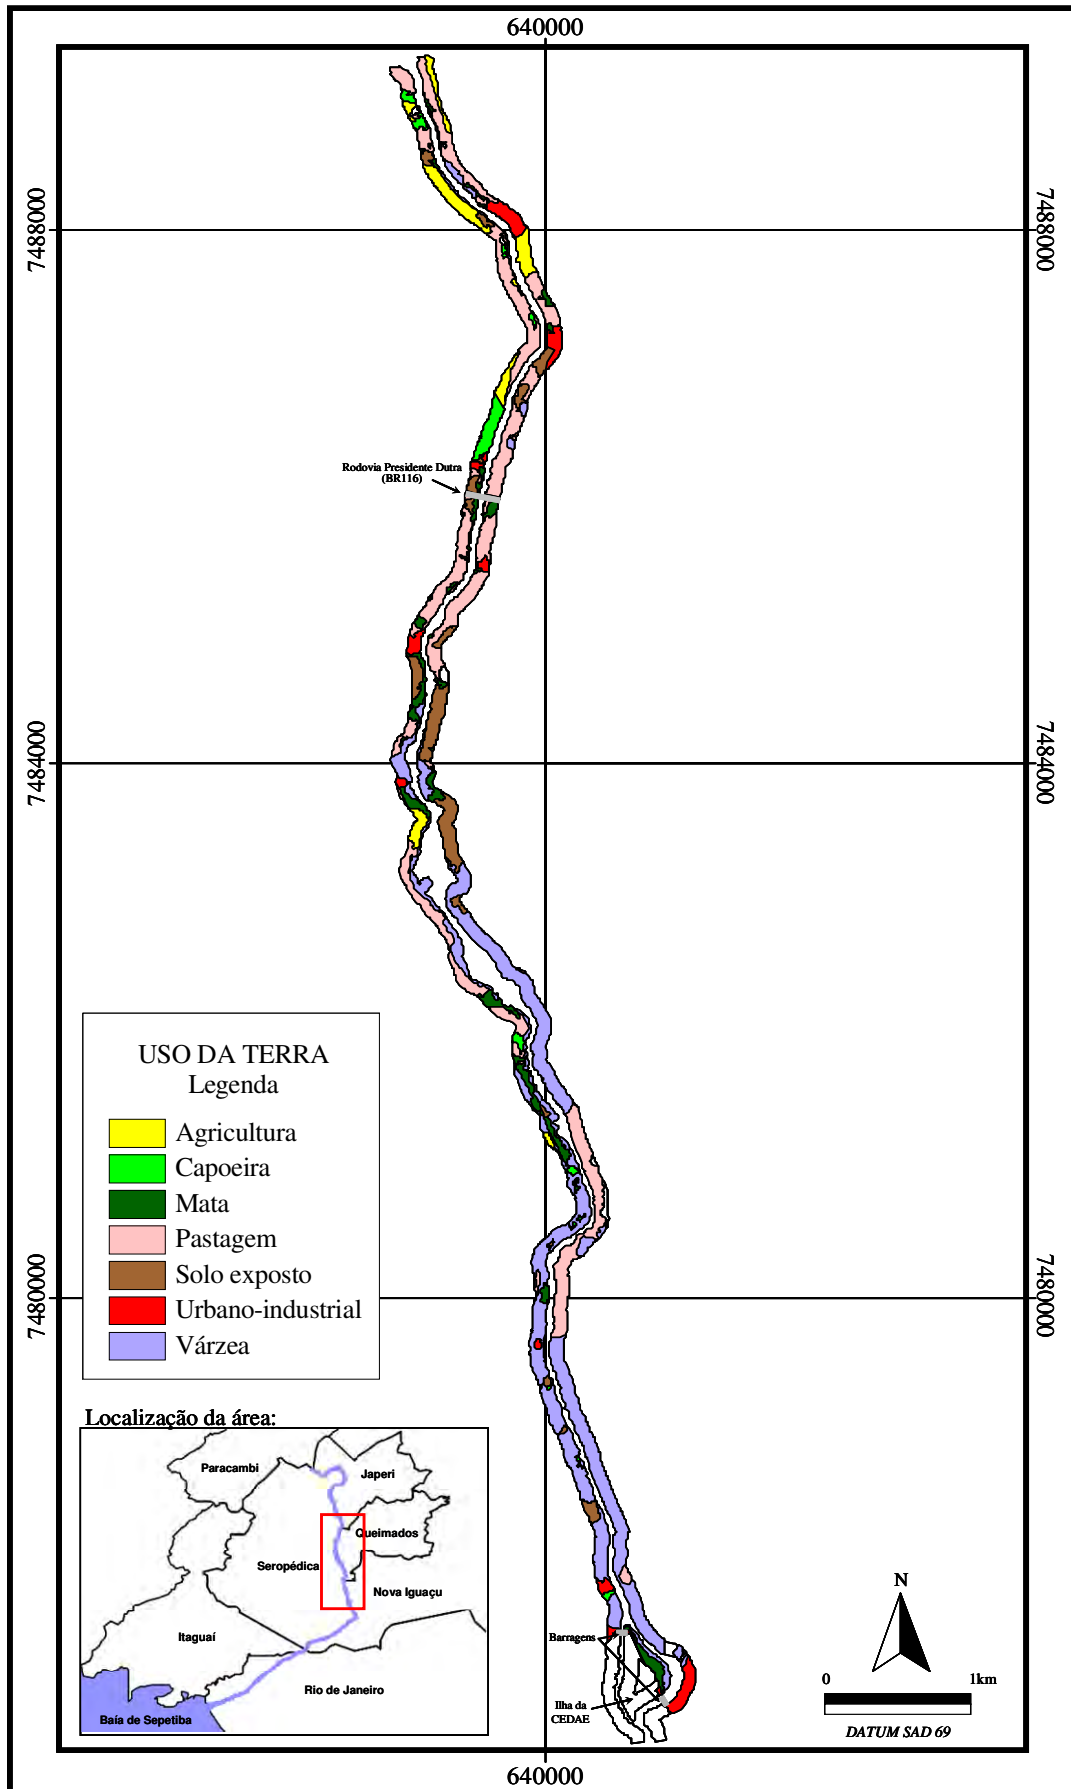 640000
7488000
7488000
Rodovia Presidente Dutra
(BR116)
7484000
7484000
USO DA TERRA
Legenda
Agricultura
Capoeira
Mata
Pastagem
Solo exposto
Urbano-industrial
Várzea
7480000
7480000
Localização da área:
Paracambi
Japeri
Queimados
Seropédica
Nova Iguaçu
Itaguaí
Rio de Janeiro
Baía de Sepetiba
Barragens
Ilha da
CEDAE
N
0 1km
DATUM SAD 69
640000